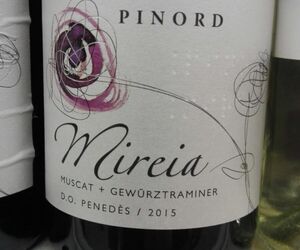 PINORD
Mireia
MUSCAT + GEWÜRZTRAMINER
D.O. PENEDÈS / 2015